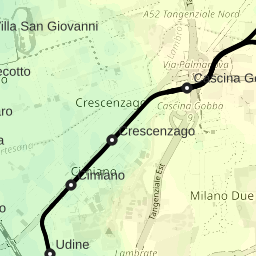 A52 Tangenziale Nord
Villa San Giovanni
Via Palmanova
Cascina Go
Crescenzago
Cascina Gobba
Crescenzago
Cimiano
Cimiano
Tangenziale Est
Milano Due
Udine
Lambrate